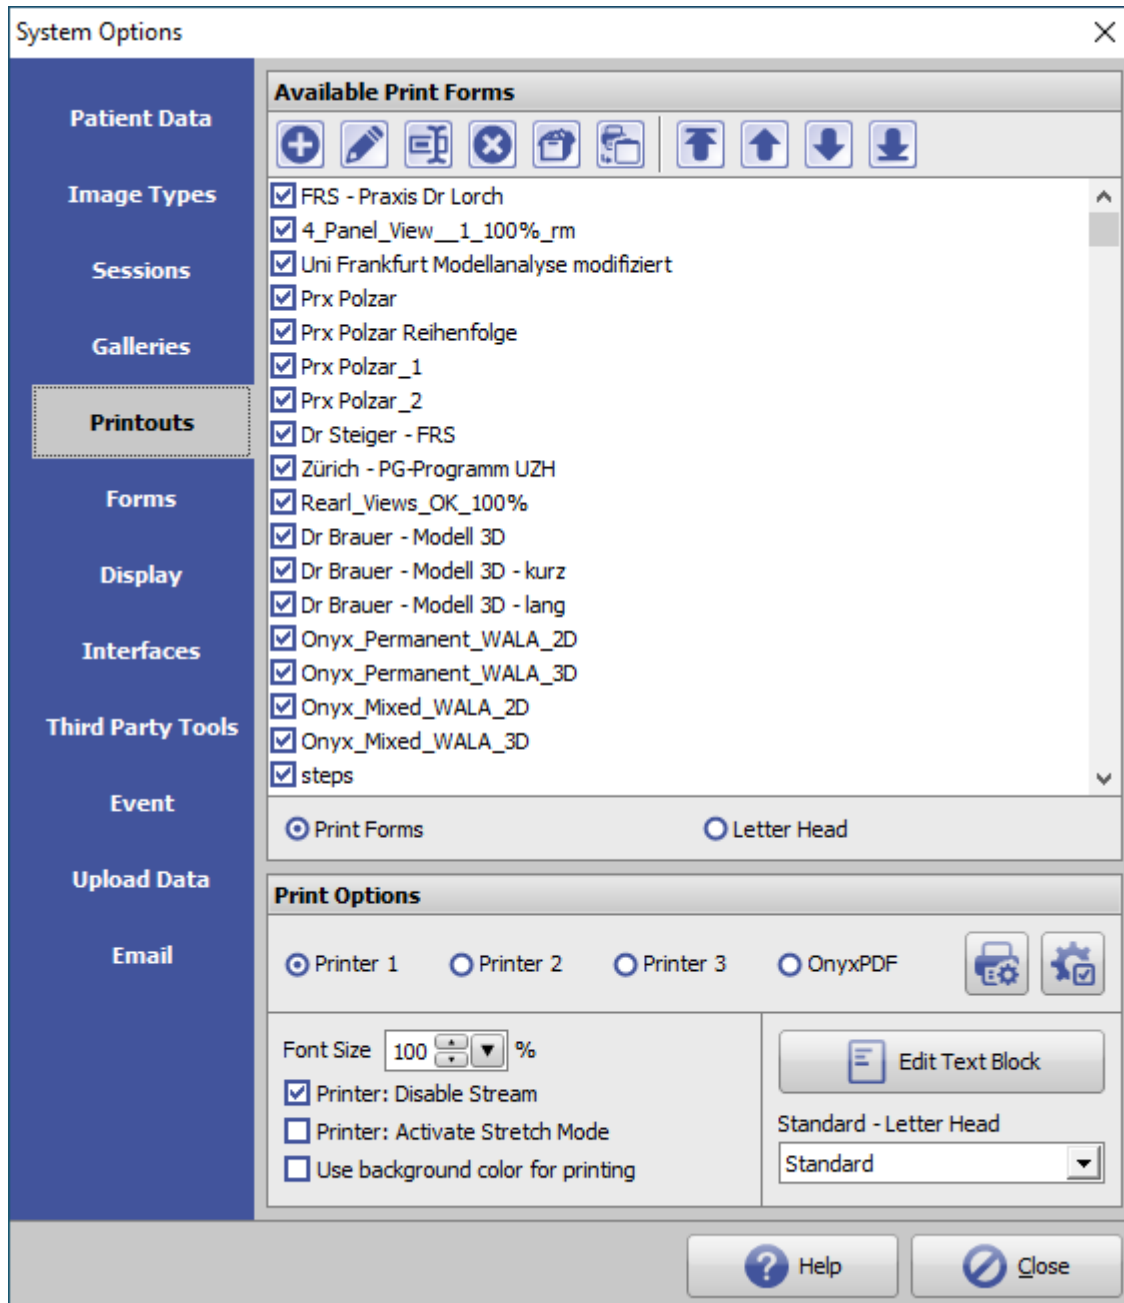 System Options
Patient Data
Image Types
Sessions
Galleries
Printouts
Forms
Display
Interfaces
Third Party Tools
Event
Upload Data
Email
Available Print Forms
FRS - Praxis Dr Lorch
4_Panel_View__1_100%_rm
Uni Frankfurt Modellanalyse modifiziert
Prx Polzar
Prx Polzar Reihenfolge
Prx Polzar_1
Prx Polzar_2
Dr Steiger - FRS
Zürich - PG-Programm UZH
Rearl_Views_OK_100%
Dr Brauer - Modell 3D
Dr Brauer - Modell 3D - kurz
Dr Brauer - Modell 3D - lang
Onyx_Permanent_WALA_2D
Onyx_Permanent_WALA_3D
Onyx_Mixed_WALA_2D
Onyx_Mixed_WALA_3D
steps
Print Forms Letter Head
Print Options
Printer 1 Printer 2 Printer 3 OnyxPDF
Font Size 100 %
Printer: Disable Stream
Printer: Activate Stretch Mode
Use background color for printing
Edit Text Block
Standard - Letter Head
Standard
Help Close